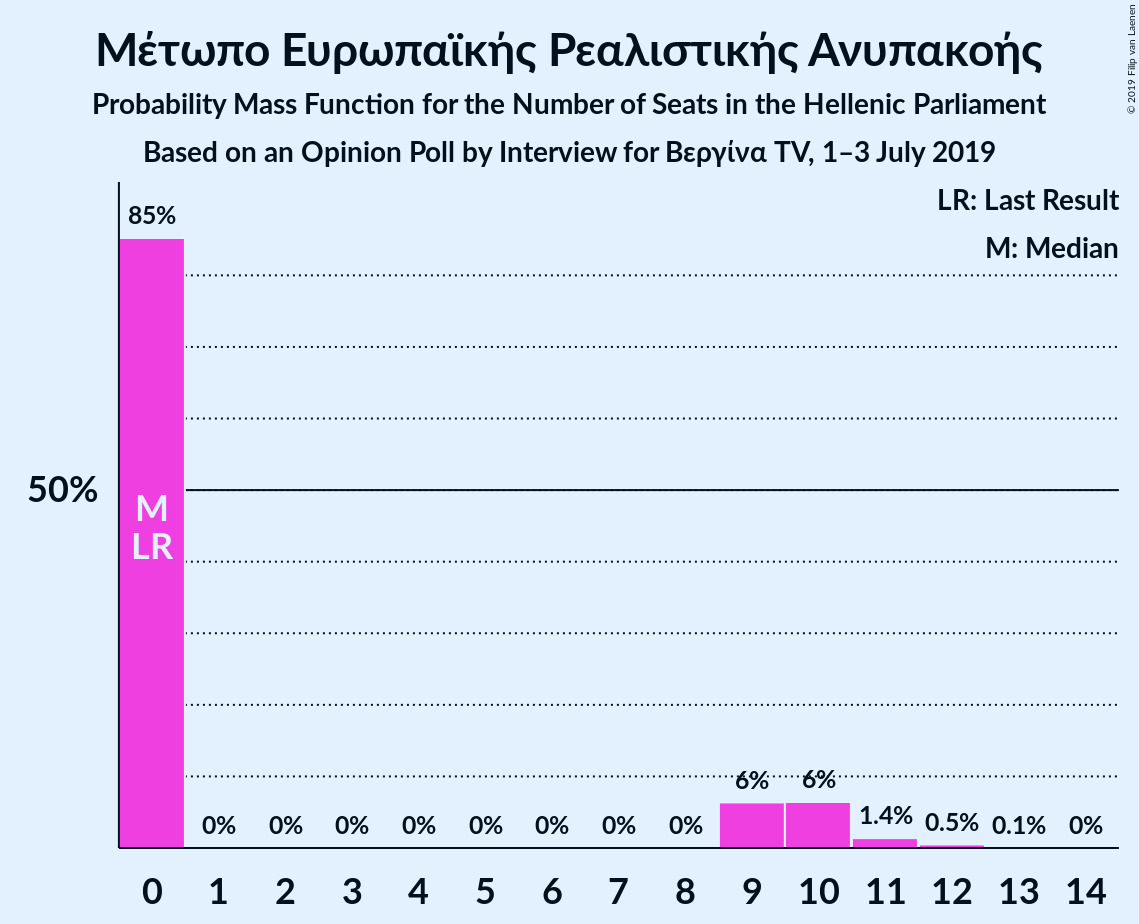 Μέτωπο Ευρωπαϊκής Ρεαλιστικής Ανυπακοής
Probability Mass Function for the Number of Seats in the Hellenic Parliament
Based on an Opinion Poll by Interview for Βεργίνα TV, 1–3 July 2019
© 2019 Filip van Laenen
LR: Last Result
M: Median
85%
50%
M
LR
0% 0% 0% 0% 0% 0% 0% 0% 6% 6% 1.4% 0.5% 0.1% 0%
0 1 2 3 4 5 6 7 8 9 10 11 12 13 14